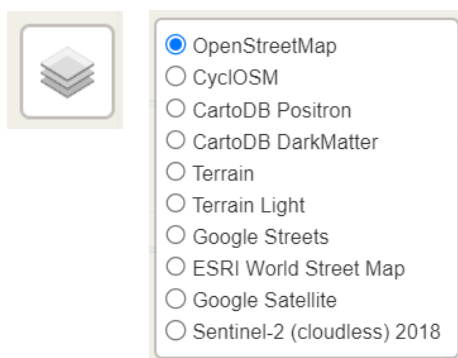 OpenStreetMap
CyclOSM
CartoDB Positron
CartoDB DarkMatter
Terrain
Terrain Light
Google Streets
ESRI World Street Map
Google Satellite
Sentinel-2 (cloudless) 2018